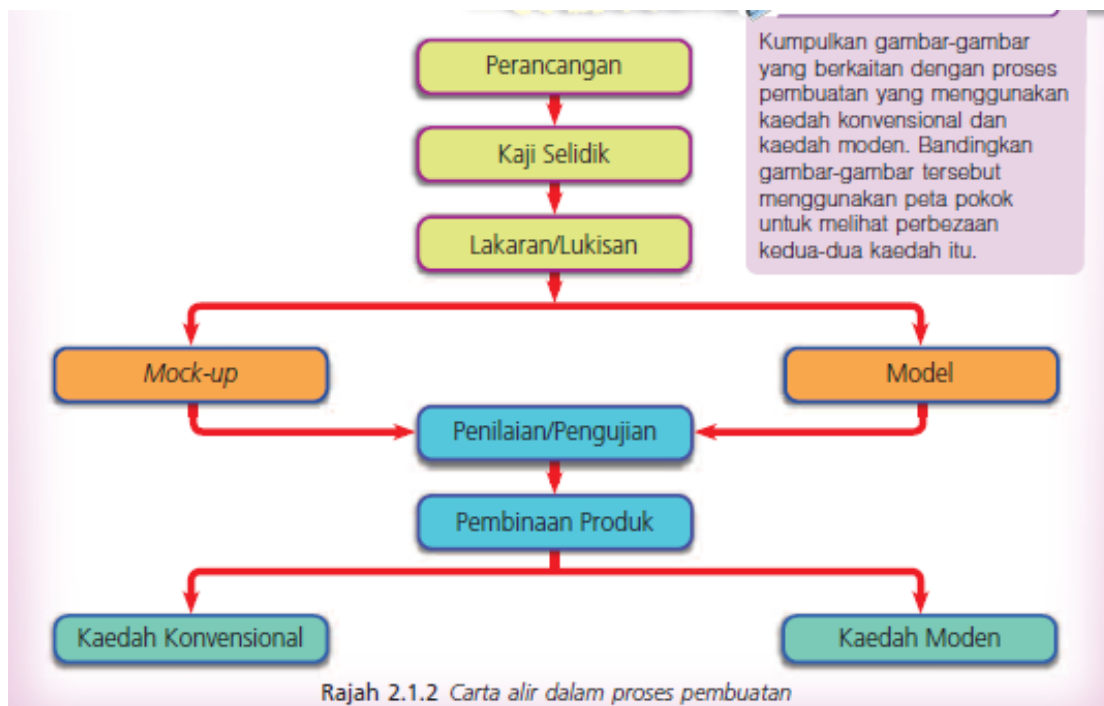 Perancangan
Kaji Selidik
Lakaran/Lukisan
Kumpulkan gambar-gambar
yang berkaitan dengan proses
pembuatan yang menggunakan
kaedah konvensional dan
kaedah moden. Bandingkan
gambar-gambar tersebut
menggunakan peta pokok
untuk melihat perbezaan
kedua-dua kaedah itu.
Mock-up
Model
Penilaian/Pengujian
Pembinaan Produk
Kaedah Konvensional
Kaedah Moden
Rajah 2.1.2 Carta alir dalam proses pembuatan